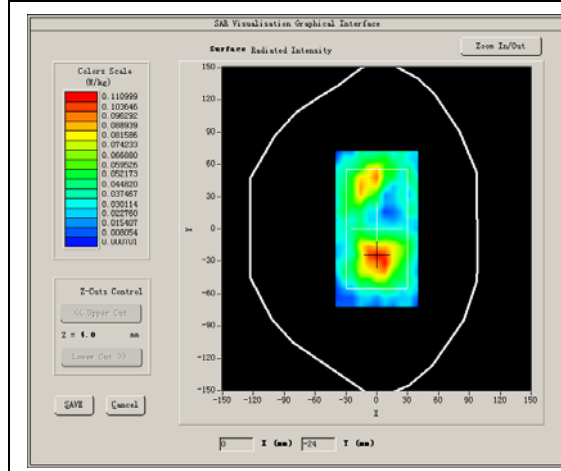 SAR Visualisation Graphical Interface
Surface Radiated Intensity
Zoom In/Out
Colors Scale
(W/kg)
0.110999
0.103646
0.096292
0.088939
0.081586
0.074233
0.066880
0.059526
0.052173
0.044820
0.037467
0.030114
0.022760
0.015407
0.008054
0.000701
Z-Cuts Control
<< Upper Cut
Z = 4.0 mm
Lower Cut >>
SAVE
Cancel
150
120
90
60
30
0
-30
-60
-90
-120
-150
Y
-150 -120 -90 -60 -30 0 30 60 90 120 150
X
0 X (mm) -24 Y (mm)